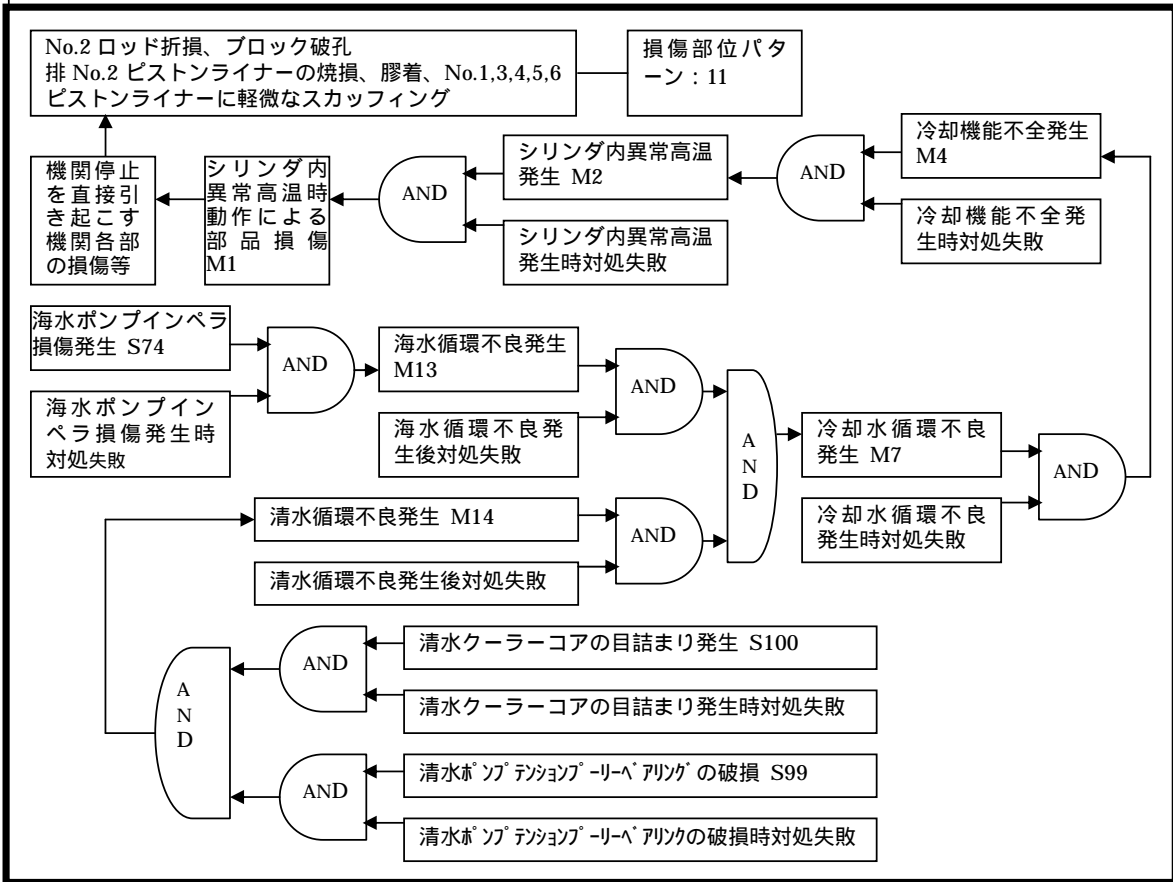 No.2 ロッド折損、ブロック破孔
排 No.2 ピストンライナーの焼損、膠着、No.1,3,4,5,6
ピストンライナーに軽微なスカッフィング
損傷部位パタ
ーン：11
冷却機能不全発生
M4
冷却機能不全発
生時対処失敗
AND
シリンダ内異常高温
発生 M2
シリンダ内異常高温
発生時対処失敗
AND
シリンダ内
異常高温時
動作による
部品損傷
M1
機関停止
を直接引
き起こす
機関各部
の損傷等
海水ポンプインペラ
損傷発生 S74
海水ポンプイン
ペラ損傷発生時
対処失敗
AND
海水循環不良発生
M13
海水循環不良発
生後対処失敗
AND
A
N
D
冷却水循環不良
発生 M7
冷却水循環不良
発生時対処失敗
AND
清水循環不良発生 M14
清水循環不良発生後対処失敗
AND
清水クーラーコアの目詰まり発生 S100
清水クーラーコアの目詰まり発生時対処失敗
AND
A
N
D
清水ﾎﾟﾝﾌﾟﾃﾝｼｮﾝﾌﾟｰﾘｰﾍﾞｱﾘﾝｸﾞの破損 S99
清水ﾎﾟﾝﾌﾟﾃﾝｼｮﾝﾌﾟｰﾘｰﾍﾞｱﾘﾝｸの破損時対処失敗
AND